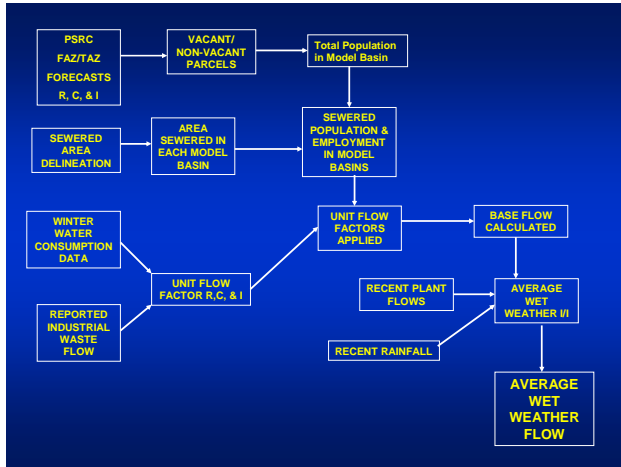 PSRC
FAZ/TAZ
FORECASTS
R, C, & I
VACANT/
NON-VACANT
PARCELS
Total Population
in Model Basin
SEWERED
AREA
DELINEATION
AREA
SEWERED IN
EACH MODEL
BASIN
SEWERED
POPULATION &
EMPLOYMENT
IN MODEL
BASINS
WINTER
WATER
CONSUMPTION
DATA
UNIT FLOW
FACTORS
APPLIED
BASE FLOW
CALCULATED
UNIT FLOW
FACTOR R,C, & I
RECENT PLANT
FLOWS
AVERAGE
WET
WEATHER I/I
REPORTED
INDUSTRIAL
WASTE
FLOW
RECENT RAINFALL
AVERAGE
WET
WEATHER
FLOW